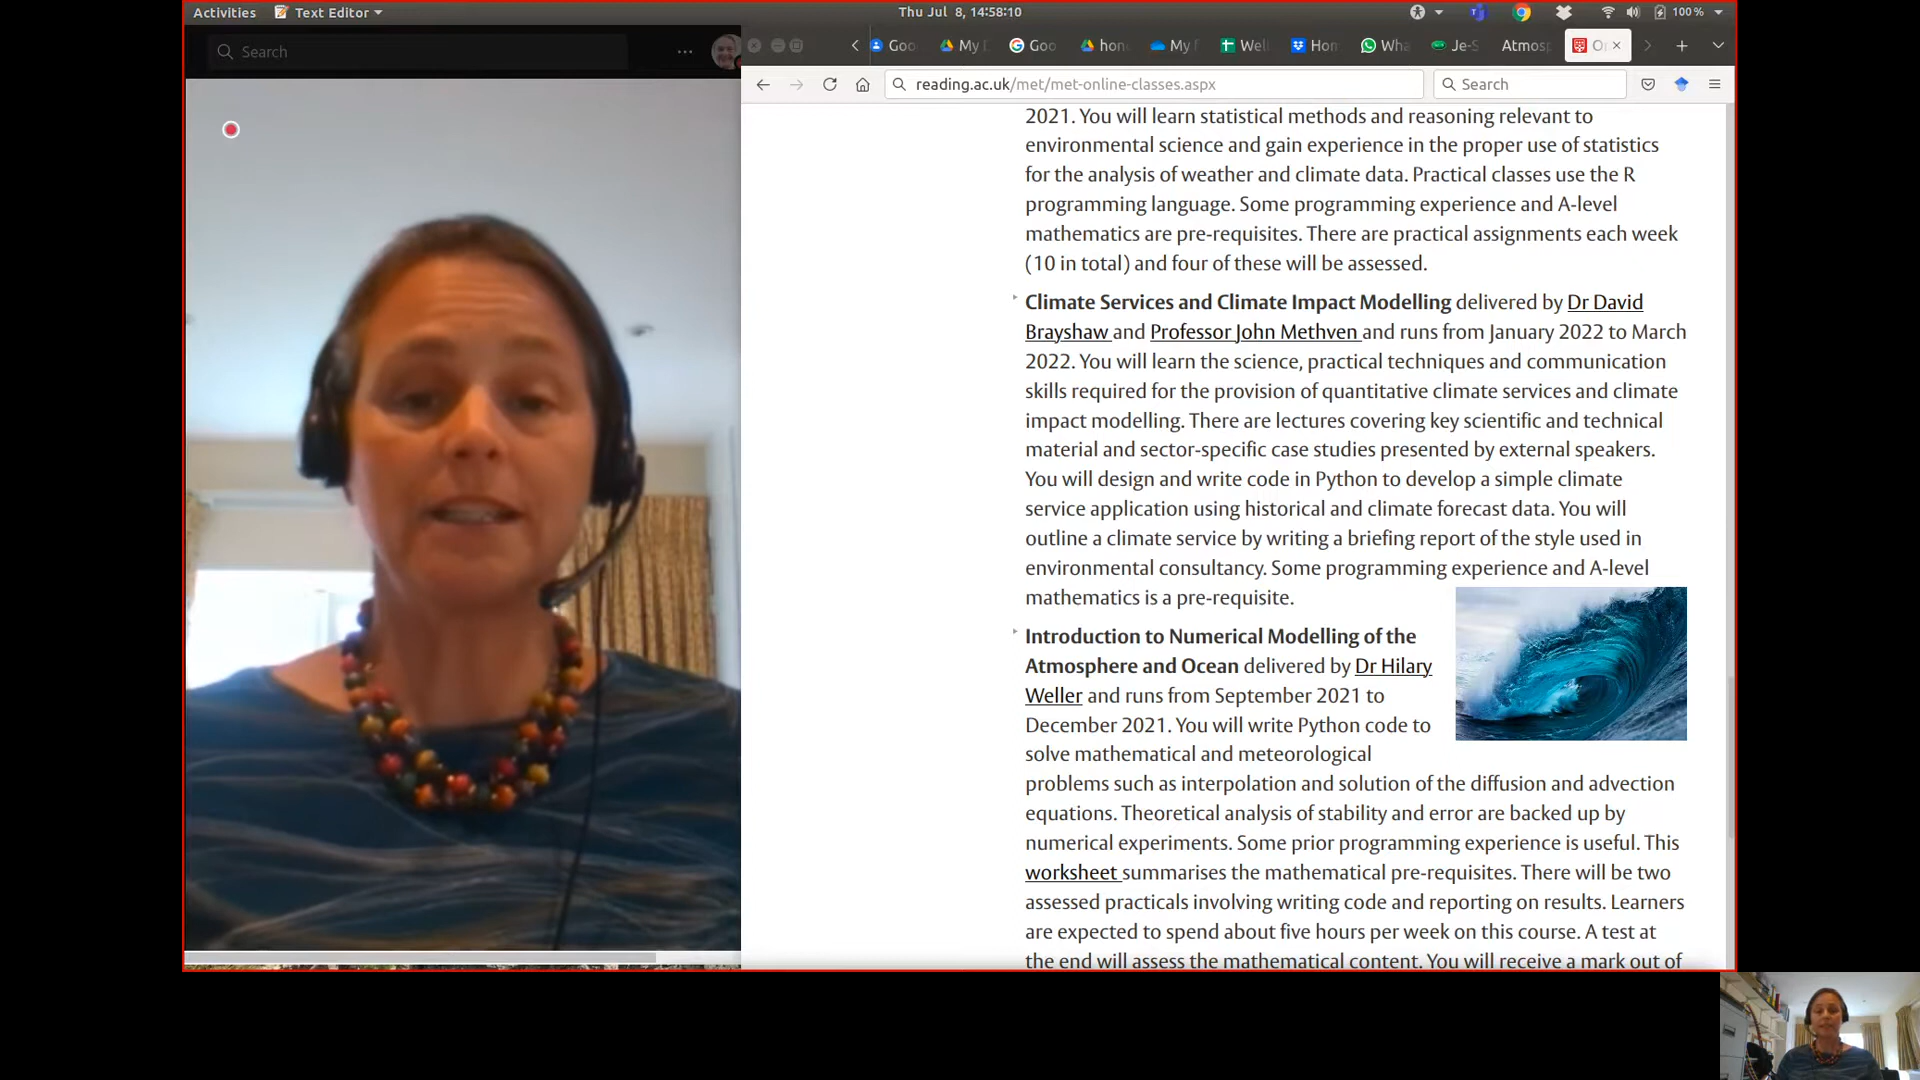 Activities
Text Editor
Thu Jul 8, 14:58:10
100 %
Search
Goo
My
Goo
hon
My
Well
Hon
Wha
Je-S
Atmos
reading.ac.uk/met/met-online-classes.aspx
Search
2021. You will learn statistical methods and reasoning relevant to
environmental science and gain experience in the proper use of statistics
for the analysis of weather and climate data. Practical classes use the R
programming language. Some programming experience and A-level
mathematics are pre-requisites. There are practical assignments each week
(10 in total) and four of these will be assessed.
Climate Services and Climate Impact Modelling delivered by Dr David
Brayshaw and Professor John Methven and runs from January 2022 to March
2022. You will learn the science, practical techniques and communication
skills required for the provision of quantitative climate services and climate
impact modelling. There are lectures covering key scientific and technical
material and sector-specific case studies presented by external speakers.
You will design and write code in Python to develop a simple climate
service application using historical and climate forecast data. You will
outline a climate service by writing a briefing report of the style used in
environmental consultancy. Some programming experience and A-level
mathematics is a pre-requisite.
Introduction to Numerical Modelling of the
Atmosphere and Ocean delivered by Dr Hilary
Weller and runs from September 2021 to
December 2021. You will write Python code to
solve mathematical and meteorological
problems such as interpolation and solution of the diffusion and advection
equations. Theoretical analysis of stability and error are backed up by
numerical experiments. Some prior programming experience is useful. This
worksheet summarises the mathematical pre-requisites. There will be two
assessed practicals involving writing code and reporting on results. Learners
are expected to spend about five hours per week on this course. A test at
the end will assess the mathematical content. You will receive a mark out of